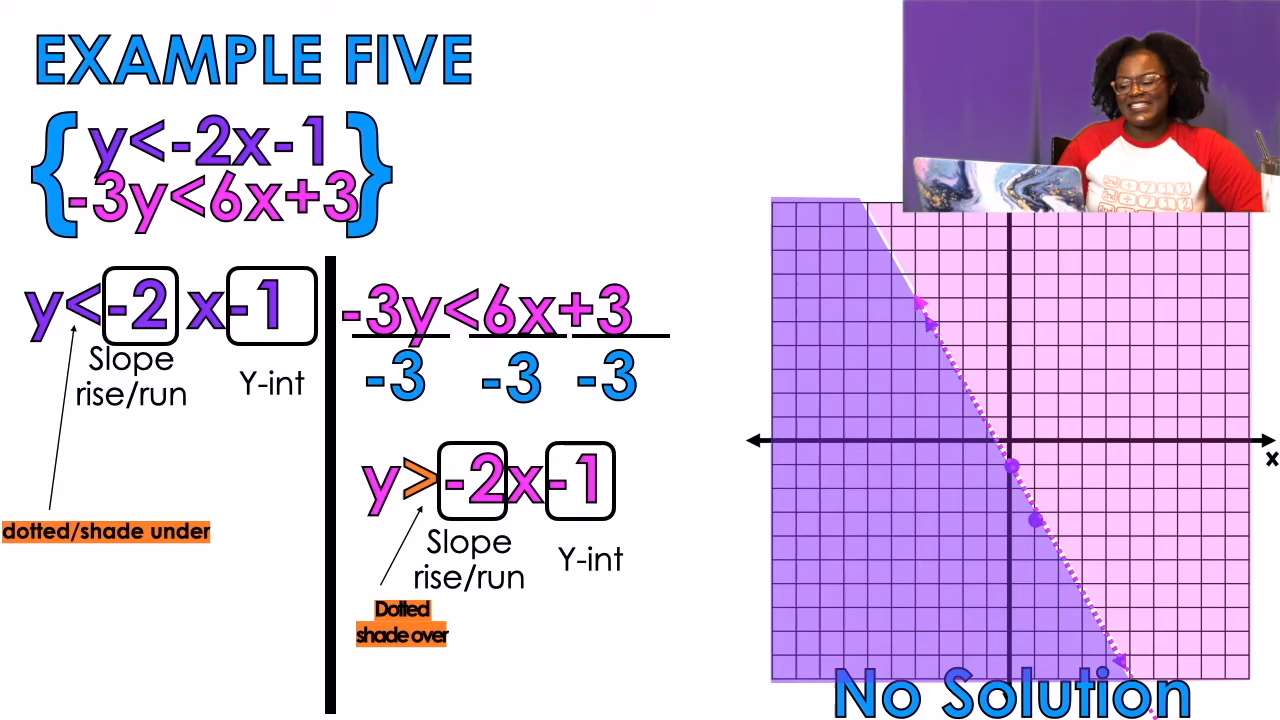 EXAMPLE FIVE
{ y<-2x-1 }
-3y<6x+3
y<-2 x-1
Slope
rise/run
Y-int
dotted/shade under
-3y<6x+3
-3 -3 -3
y>-2x-1
Slope
rise/run
Y-int
Dotted
shade over
x
No Solution